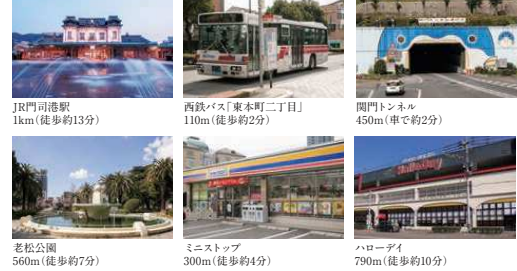 JR門司港駅
1km(徒歩約13分)
西鉄バス「東本町二丁目」
110m(徒歩約2分)
関門トンネル
450m(車で約2分)
老松公園
560m(徒歩約7分)
ミニストップ
300m(徒歩約4分)
ハローデイ
790m(徒歩約10分)